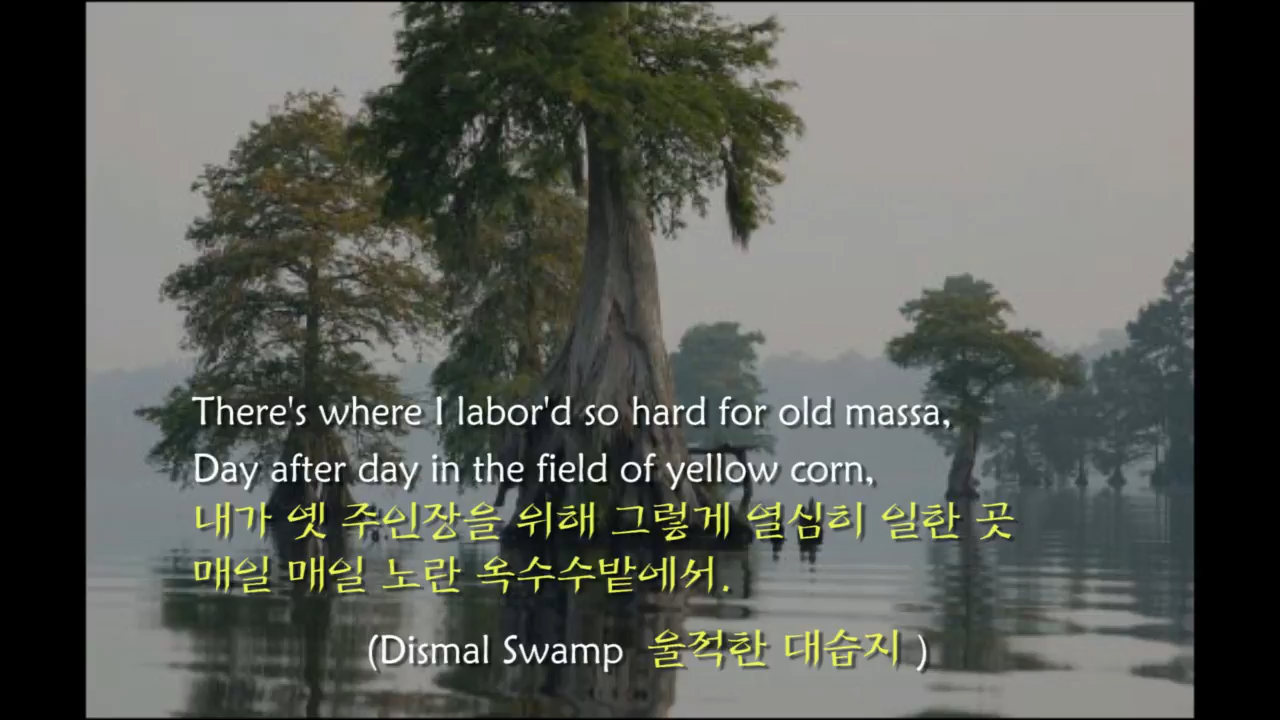 There's where I labor'd so hard for old massa,
Day after day in the field of yellow corn,
내가 옛 주인장을 위해 그렇게 열심히 일한 곳
매일 매일 노란 옥수수밭에서.
(Dismal Swamp 울적한 대습지 )